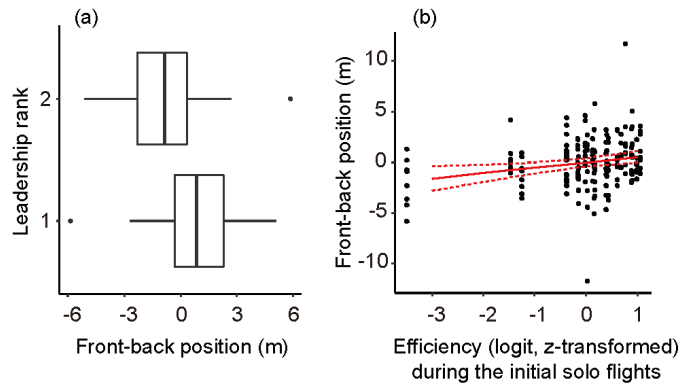 (a)
Leadership rank
2
1
-6 -3 0 3 6
Front-back position (m)
(b)
Front-back position (m)
10
5
0
-5
-10
-3 -2 -1 0 1
Efficiency (logit, z-transformed)
during the initial solo flights